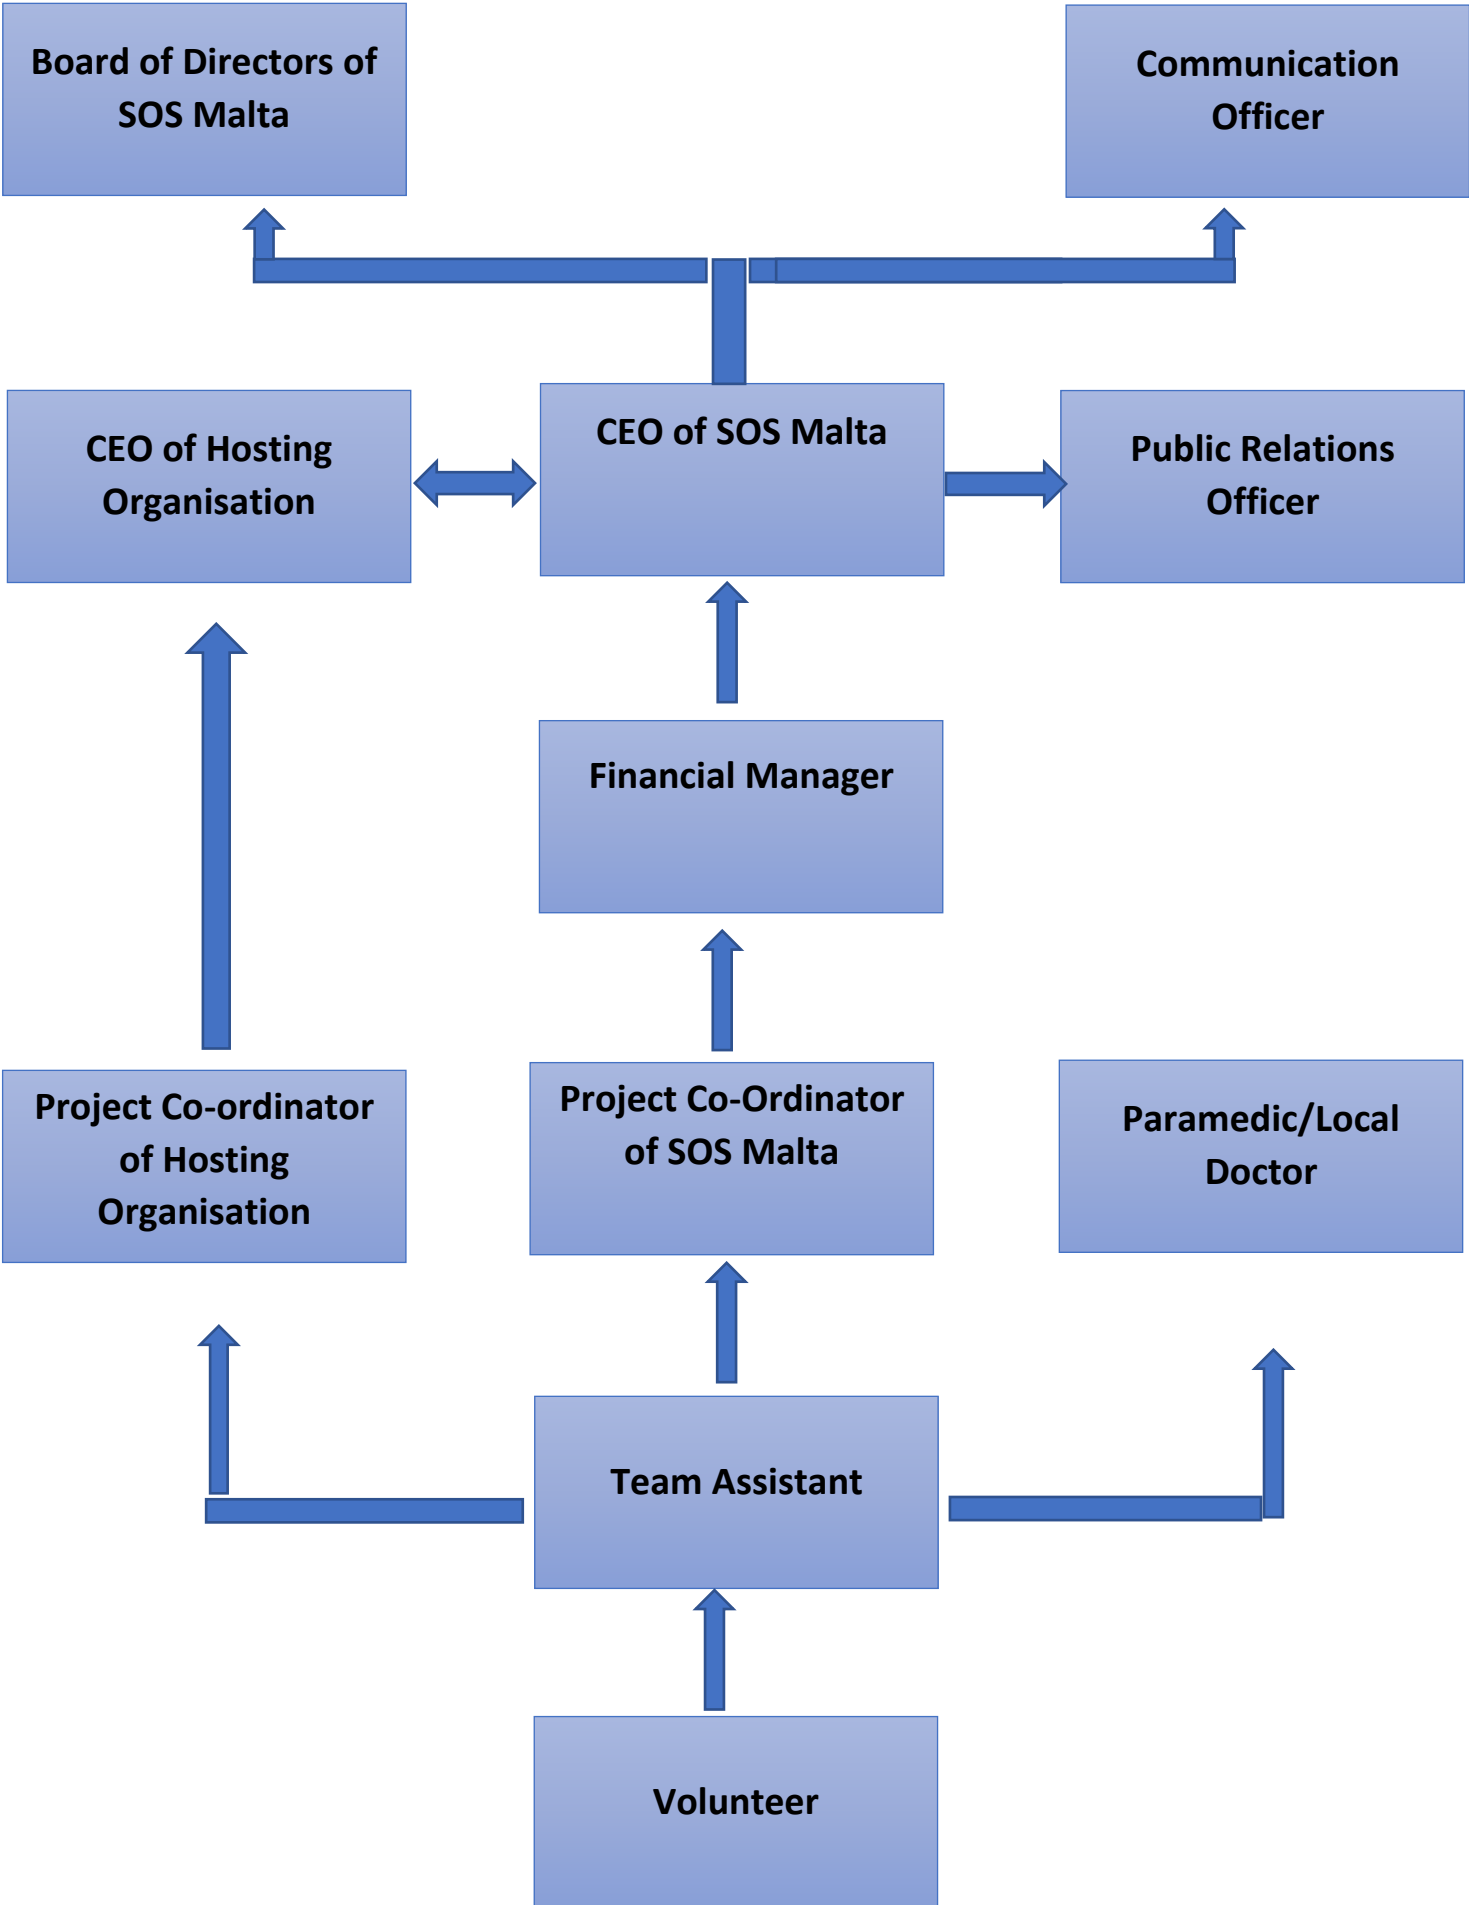 Board of Directors of
SOS Malta
Communication
Officer
CEO of Hosting
Organisation
CEO of SOS Malta
Public Relations
Officer
Financial Manager
Project Co-ordinator
of Hosting
Organisation
Project Co-Ordinator
of SOS Malta
Paramedic/Local
Doctor
Team Assistant
Volunteer